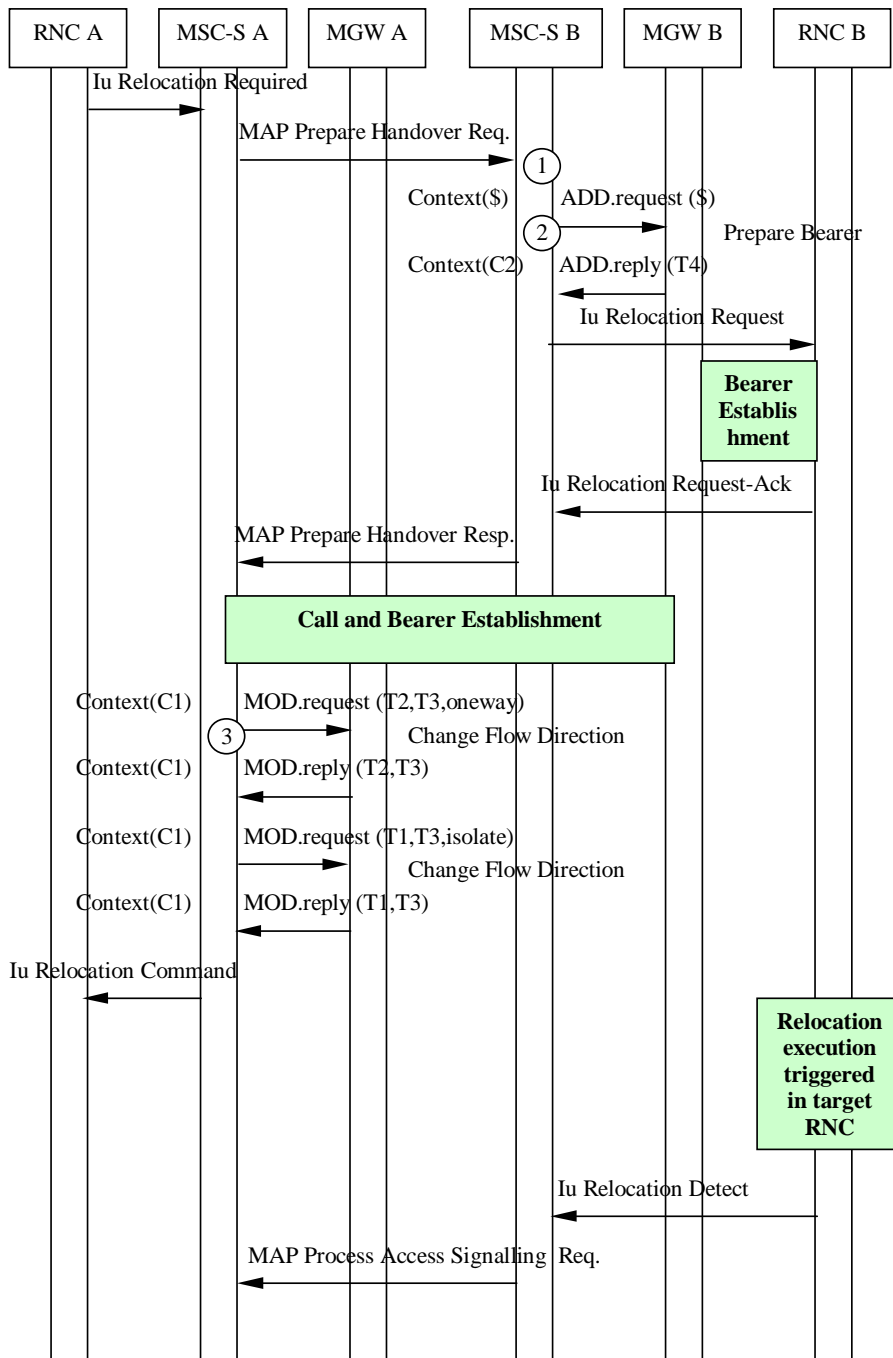 RNC A
MSC-S A
MGW A
MSC-S B
MGW B
RNC B
Iu Relocation Required
MAP Prepare Handover Req.
1
Context($)
ADD.request ($)
2
Prepare Bearer
Context(C2)
ADD.reply (T4)
Iu Relocation Request
Bearer
Establis
hment
Iu Relocation Request-Ack
MAP Prepare Handover Resp.
Call and Bearer Establishment
Context(C1)
MOD.request (T2,T3,oneway)
3
Change Flow Direction
Context(C1)
MOD.reply (T2,T3)
Context(C1)
MOD.request (T1,T3,isolate)
Change Flow Direction
Context(C1)
MOD.reply (T1,T3)
Iu Relocation Command
Relocation
execution
triggered
in target
RNC
Iu Relocation Detect
MAP Process Access Signalling Req.